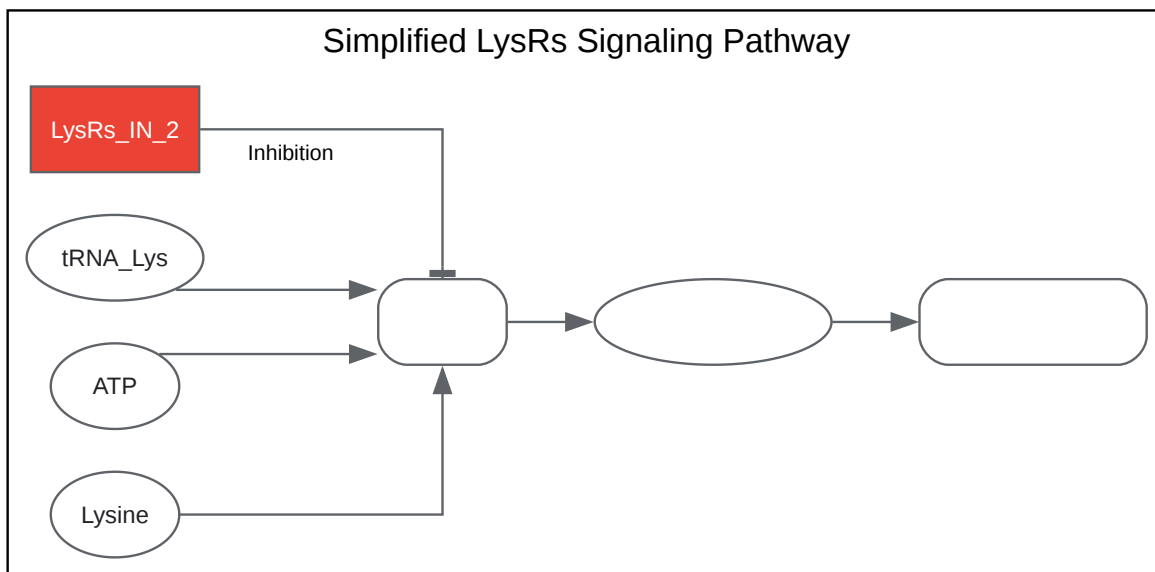 Simplified LysRs Signaling Pathway
LysRs_IN_2
Inhibition
tRNA_Lys
ATP
Lysine